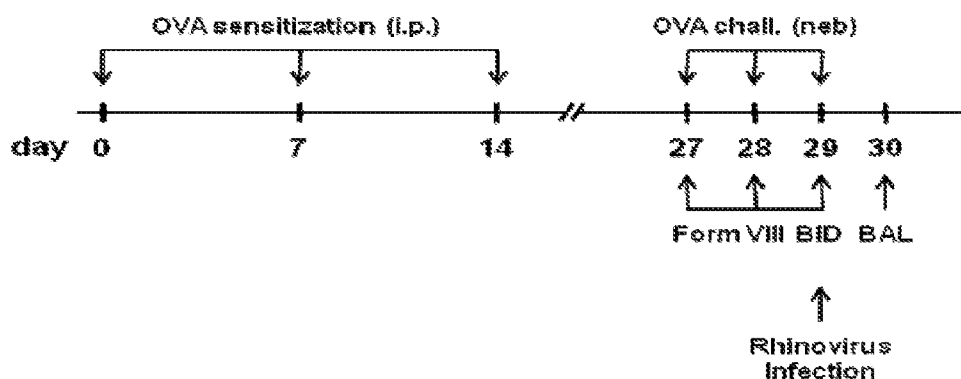 OVA sensitization (i.p.) OVA chall. (neb)
day 0 7 14 27 28 29 30
Form VIII BID BAL
Rhinovirus
Infection